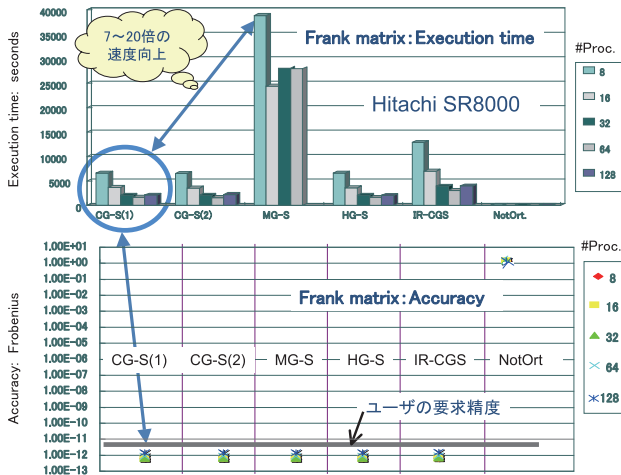 Execution time: seconds
40000
35000
30000
25000
20000
15000
10000
5000
0
7～20倍の
速度向上
Frank matrix:Execution time
Hitachi SR8000
#Proc.
8
16
32
64
128
CG-S(1)
CG-S(2)
MG-S
HG-S
IR-CGS
NotOrt.
Accuracy: Frobenius
1.00E+01
1.00E+00
1.00E-01
1.00E-02
1.00E-03
1.00E-04
1.00E-05
1.00E-06
1.00E-07
1.00E-08
1.00E-09
1.00E-10
1.00E-11
1.00E-12
1.00E-13
Frank matrix:Accuracy
CG-S(1)
CG-S(2)
MG-S
HG-S
IR-CGS
NotOrt
ユーザの要求精度
#Proc.
8
16
32
64
128